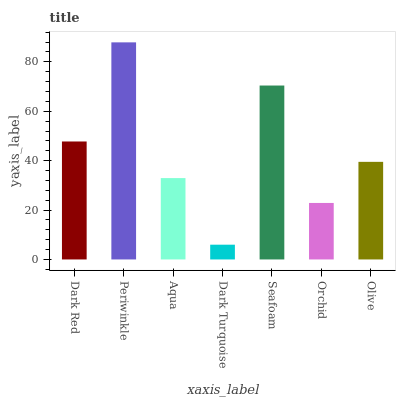 title
yaxis_label
80
60
40
20
0
Dark Red
Periwinkle
Aqua
Dark Turquoise
Seafoam
Orchid
Olive
xaxis_label